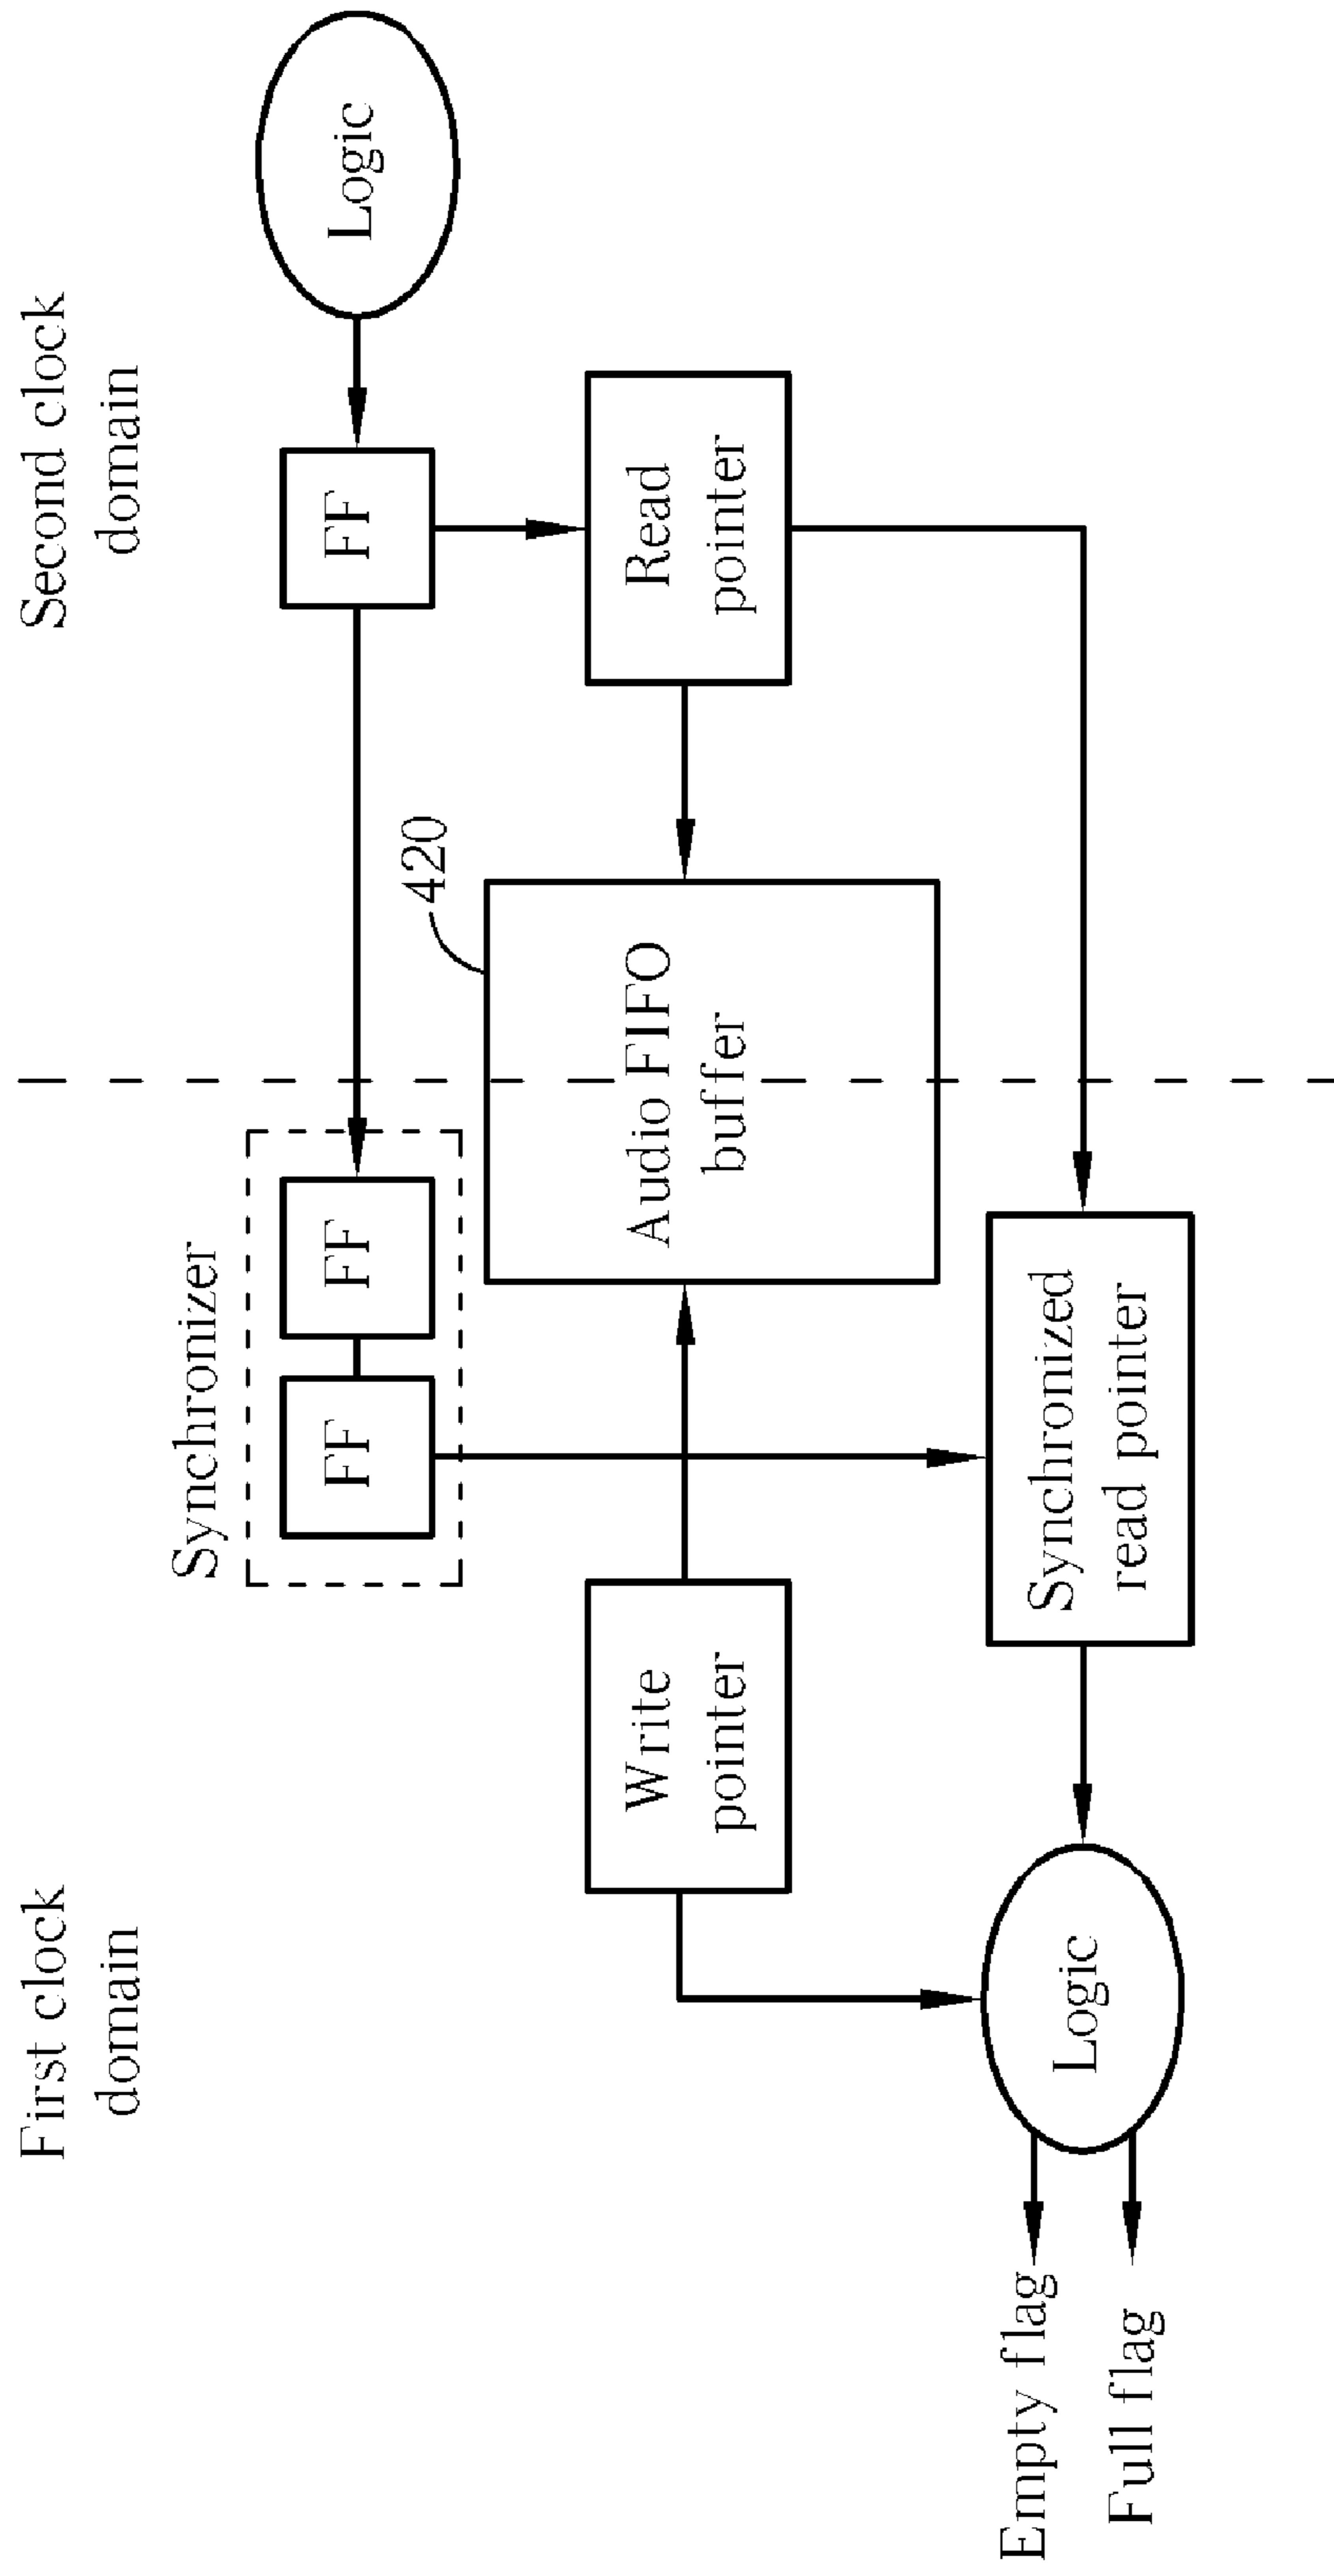 First clock
domain
Second clock
domain
Synchronizer
FF
FF
FF
Logic
420
Write
pointer
Audio FIFO
buffer
Read
pointer
Empty flag
Full flag
Logic
Synchronized
read pointer